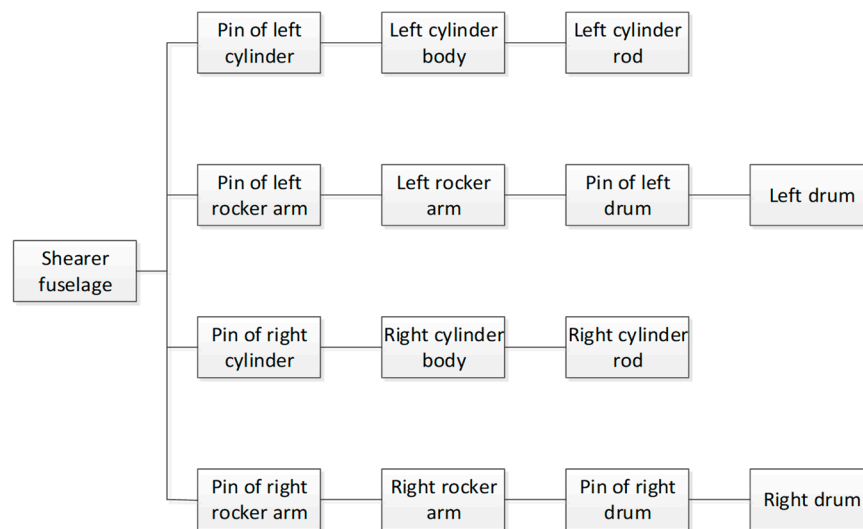 Pin of left
cylinder
Left cylinder
body
Left cylinder
rod
Pin of left
rocker arm
Left rocker
arm
Pin of left
drum
Left drum
Shearer
fuselage
Pin of right
cylinder
Right cylinder
body
Right cylinder
rod
Pin of right
rocker arm
Right rocker
arm
Pin of right
drum
Right drum